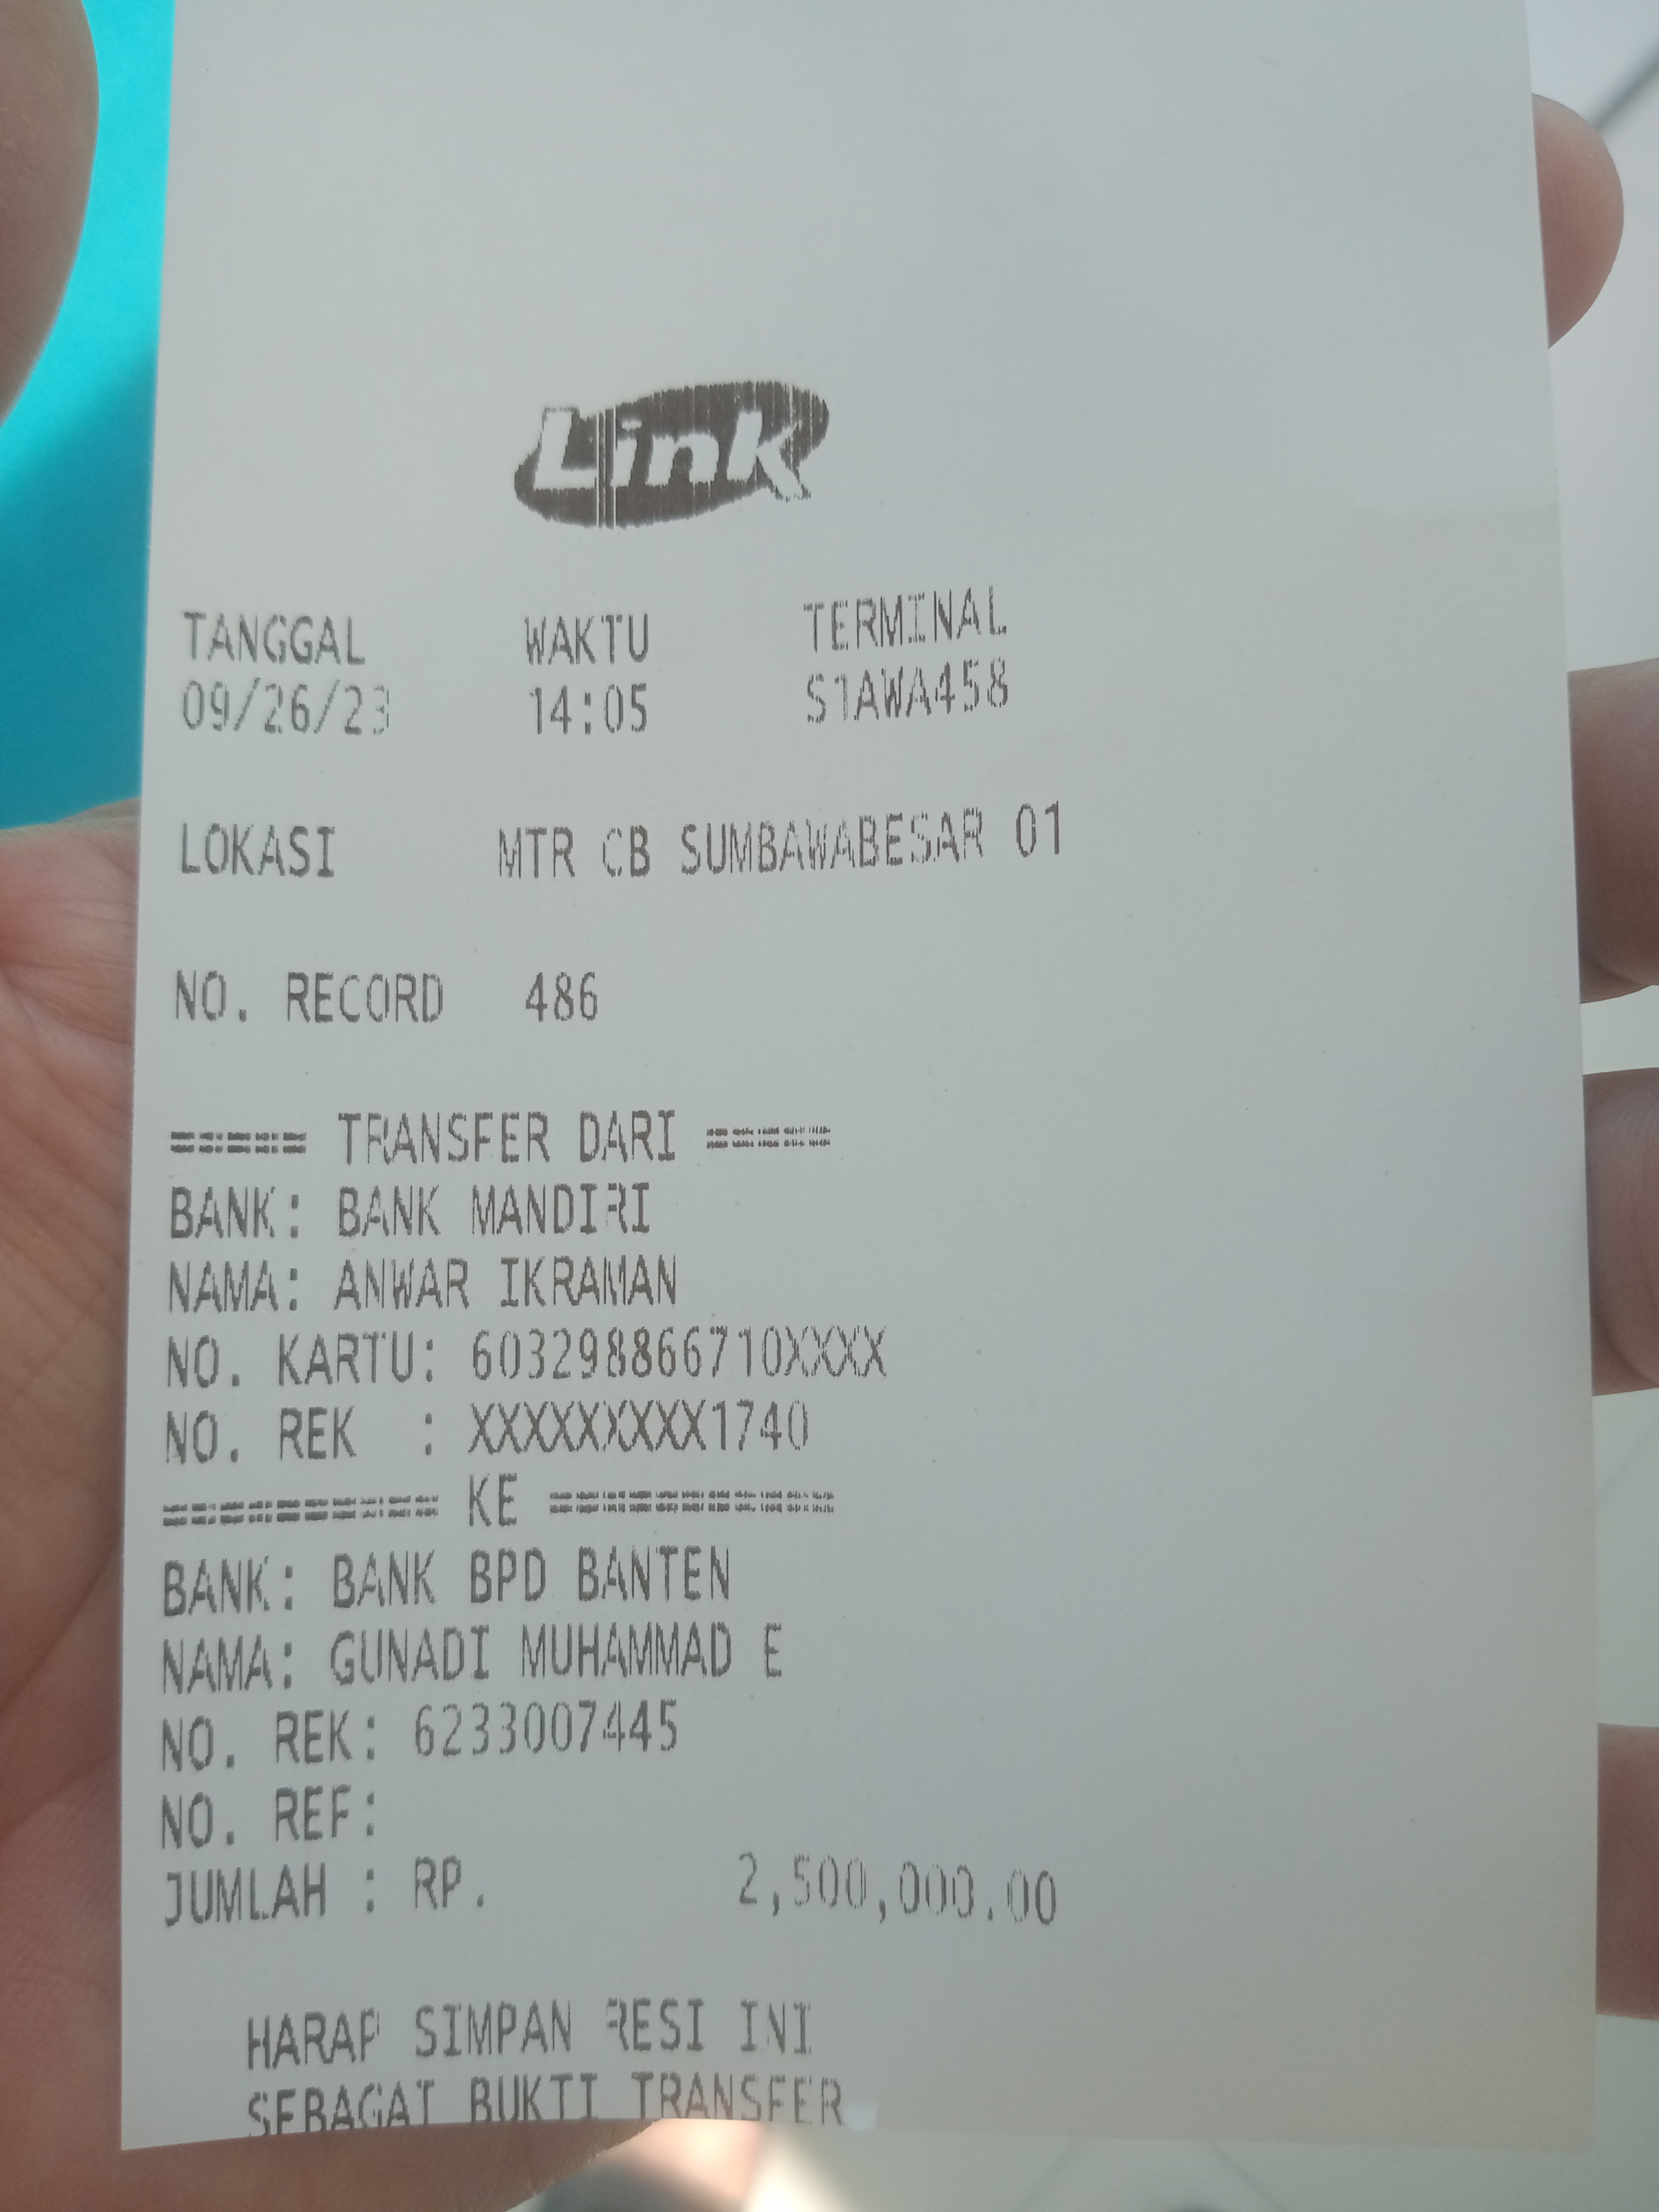 Link
TANGGAL WAKTU TERMINAL
09/26/23 14:05 S1AWA458
LOKASI MTR CB SUMBAWABESAR 01
NO. RECORD 486
===== TRANSFER DARI =====
BANK: BANK MANDIRI
NAMA: ANWAR IKRAMAN
NO. KARTU: 603298866710XXXX
NO. REK : XXXXXXXXX1740
========== KE ==========
BANK: BANK BPD BANTEN
NAMA: GUNADI MUHAMMAD E
NO. REK: 6233007445
NO. REF:
JUMLAH : RP. 2,500,000.00
HARAP SIMPAN RESI INI
SEBAGAI BUKTI TRANSFER